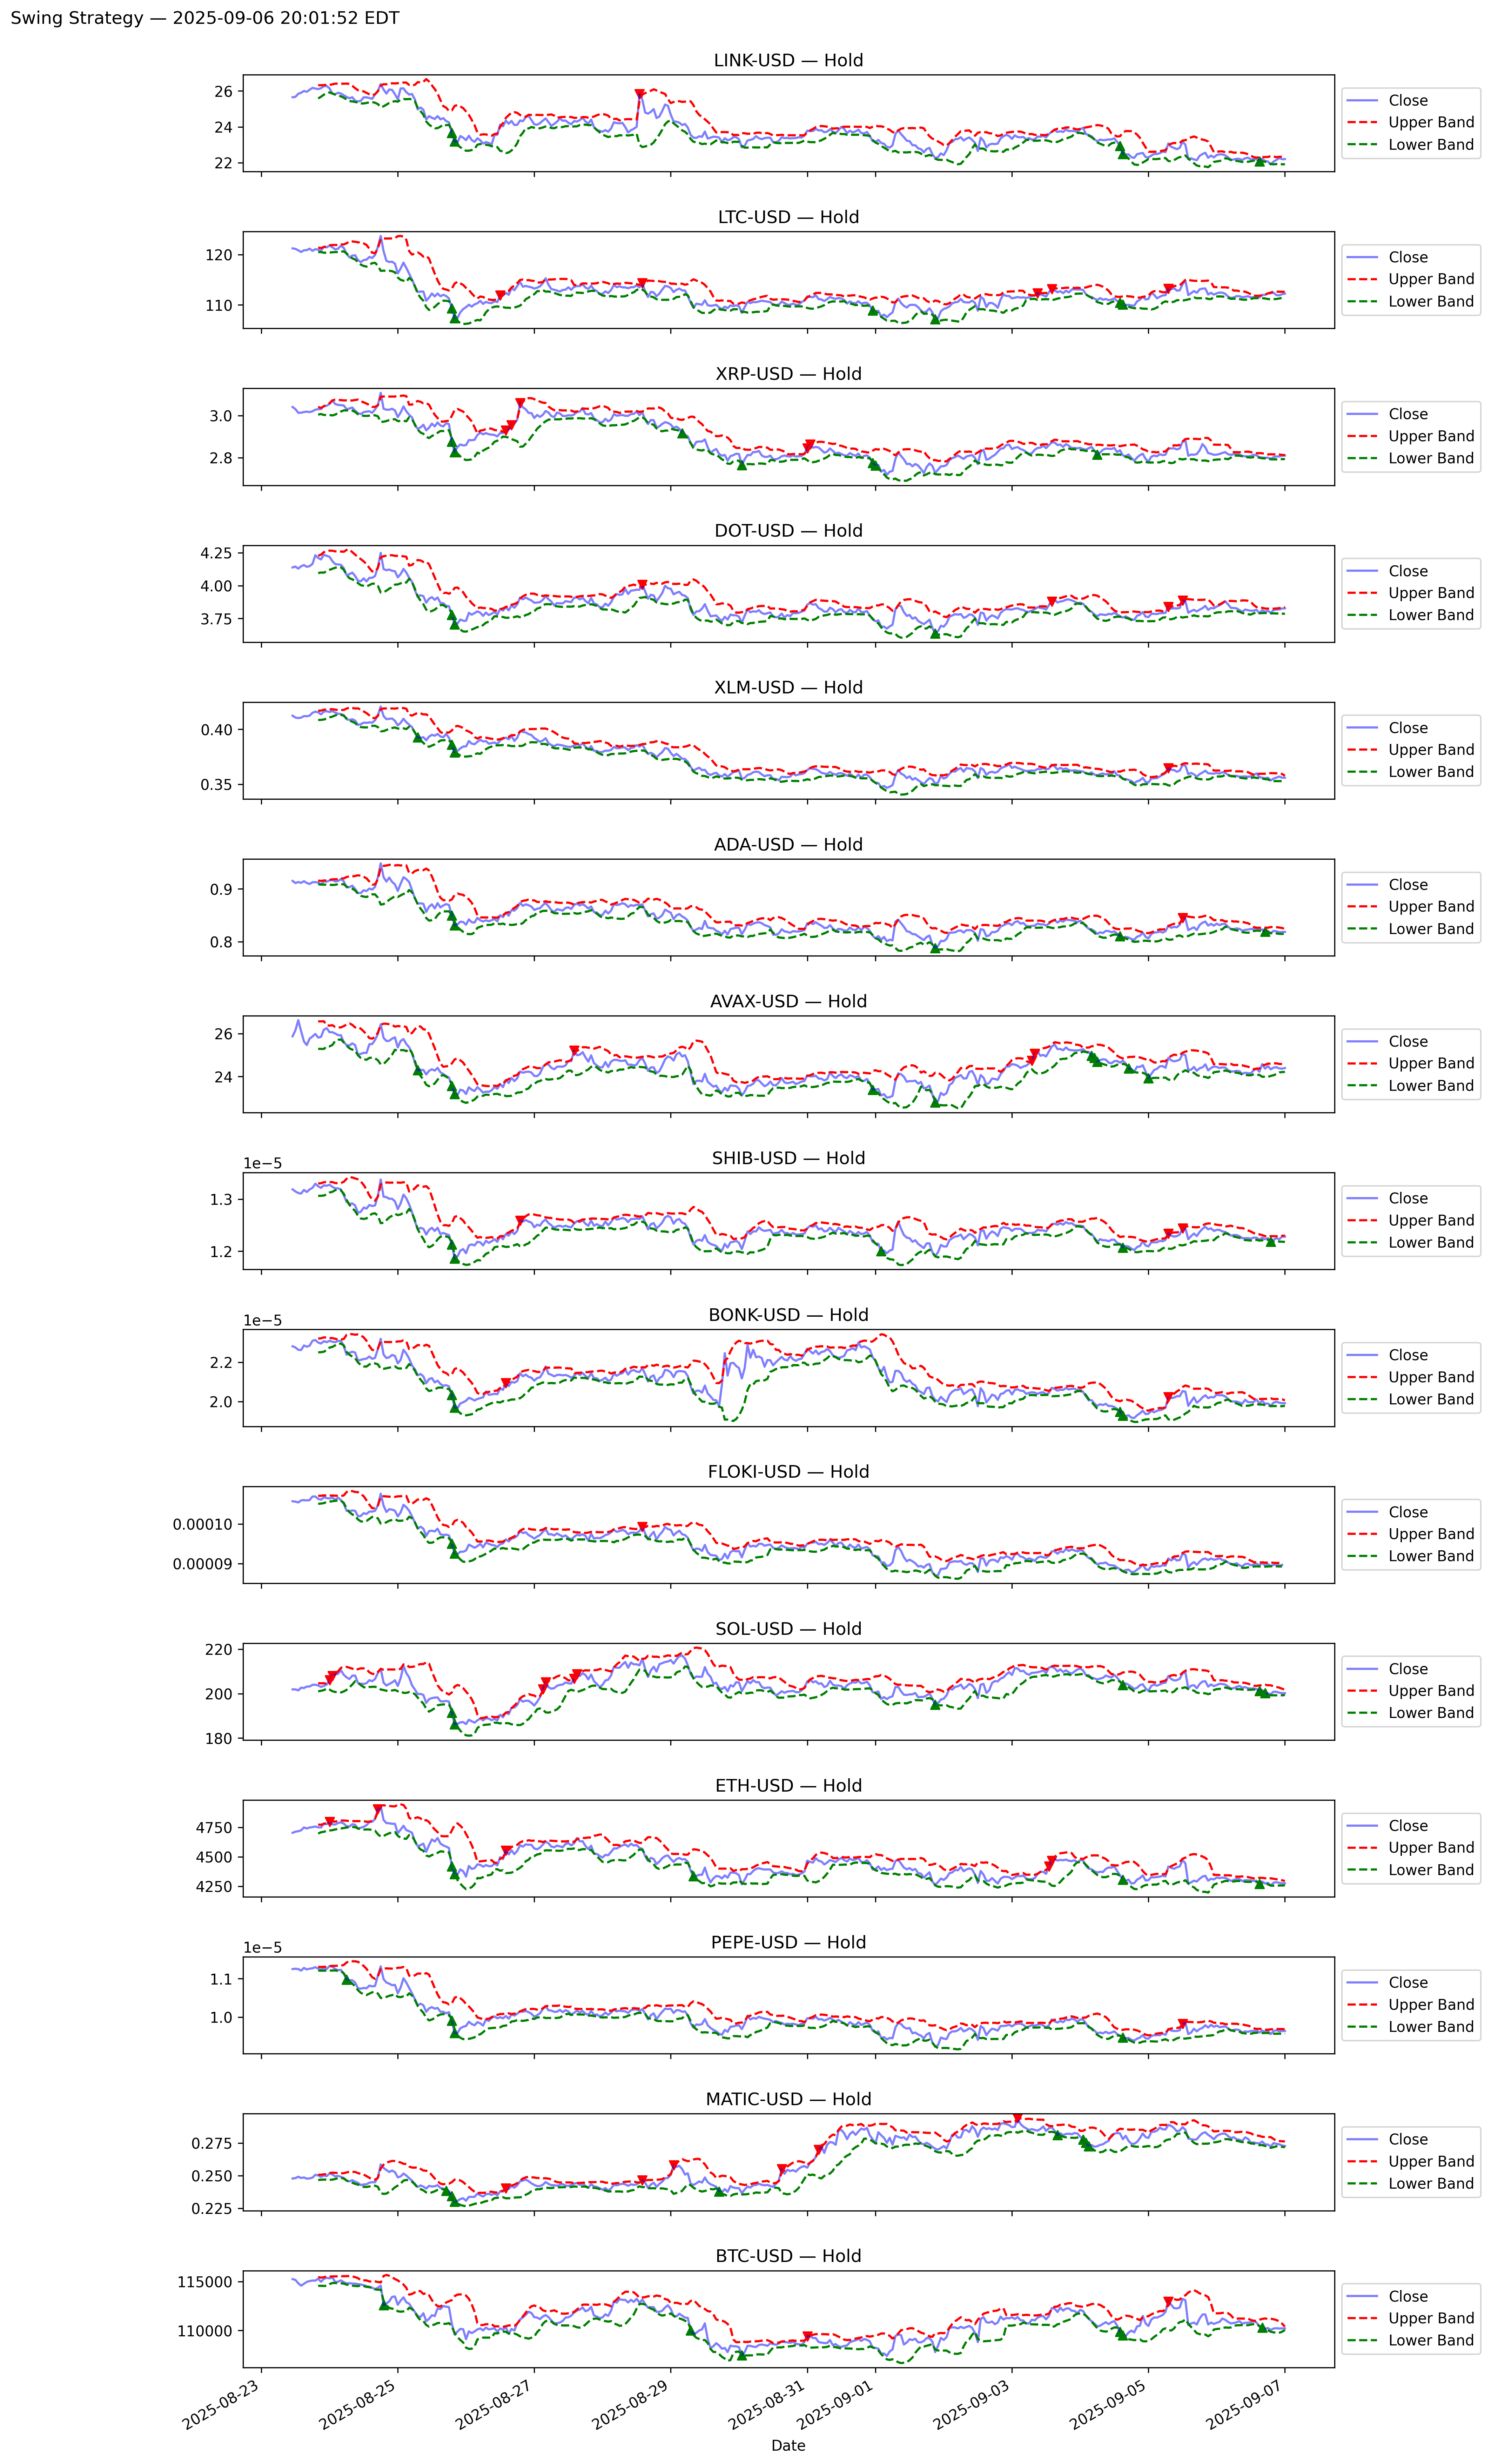 Swing Strategy — 2025-09-06 20:01:52 EDT
LINK-USD — Hold
26
24
22
Close
Upper Band
Lower Band
LTC-USD — Hold
120
110
Close
Upper Band
Lower Band
XRP-USD — Hold
3.0
2.8
Close
Upper Band
Lower Band
DOT-USD — Hold
4.25
4.00
3.75
Close
Upper Band
Lower Band
XLM-USD — Hold
0.40
0.35
Close
Upper Band
Lower Band
ADA-USD — Hold
0.9
0.8
Close
Upper Band
Lower Band
AVAX-USD — Hold
26
24
Close
Upper Band
Lower Band
SHIB-USD — Hold
1e−5
1.3
1.2
Close
Upper Band
Lower Band
BONK-USD — Hold
1e−5
2.2
2.0
Close
Upper Band
Lower Band
FLOKI-USD — Hold
0.00010
0.00009
Close
Upper Band
Lower Band
SOL-USD — Hold
220
200
180
Close
Upper Band
Lower Band
ETH-USD — Hold
4750
4500
4250
Close
Upper Band
Lower Band
PEPE-USD — Hold
1e−5
1.1
1.0
Close
Upper Band
Lower Band
MATIC-USD — Hold
0.275
0.250
0.225
Close
Upper Band
Lower Band
BTC-USD — Hold
115000
110000
Close
Upper Band
Lower Band
2025-08-23
2025-08-25
2025-08-27
2025-08-29
2025-08-31
2025-09-01
2025-09-03
2025-09-05
2025-09-07
Date